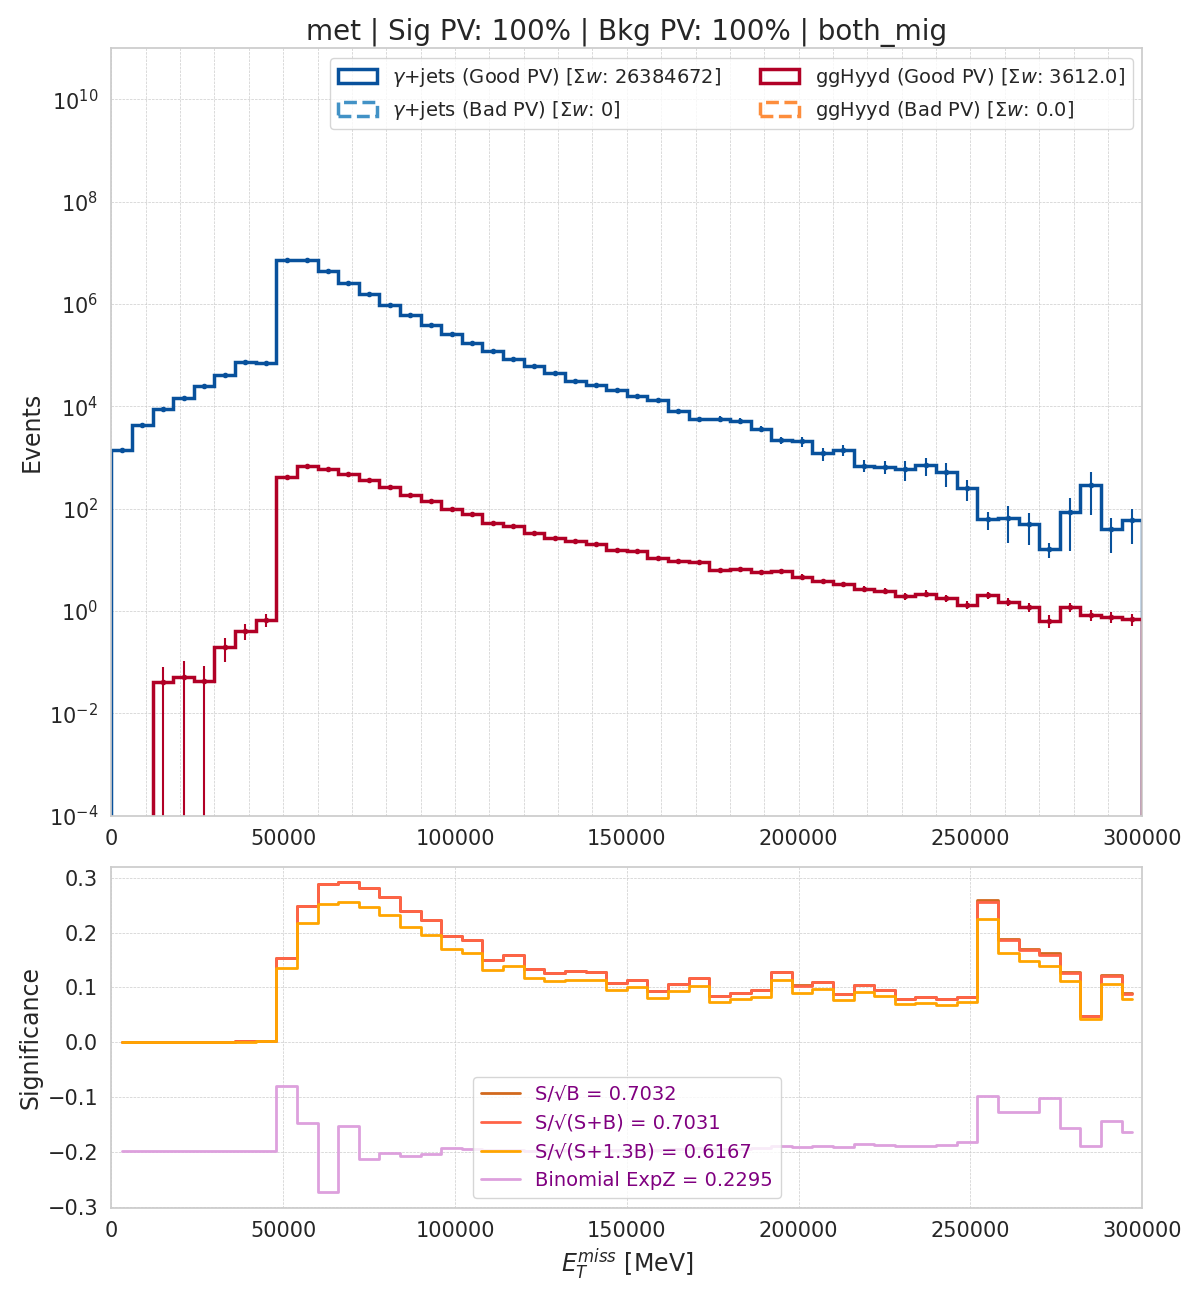 met | Sig PV: 100% | Bkg PV: 100% | both_mig
γ+jets (Good PV) [Σw: 26384672]
γ+jets (Bad PV) [Σw: 0]
ggHyyd (Good PV) [Σw: 3612.0]
ggHyyd (Bad PV) [Σw: 0.0]
Events
10^10
10^8
10^6
10^4
10^2
10^0
10^−2
10^−4
0 50000 100000 150000 200000 250000 300000
Significance
0.3
0.2
0.1
0.0
−0.1
−0.2
−0.3
S/√B = 0.7032
S/√(S+B) = 0.7031
S/√(S+1.3B) = 0.6167
Binomial ExpZ = 0.2295
0 50000 100000 150000 200000 250000 300000
E_T^miss [MeV]